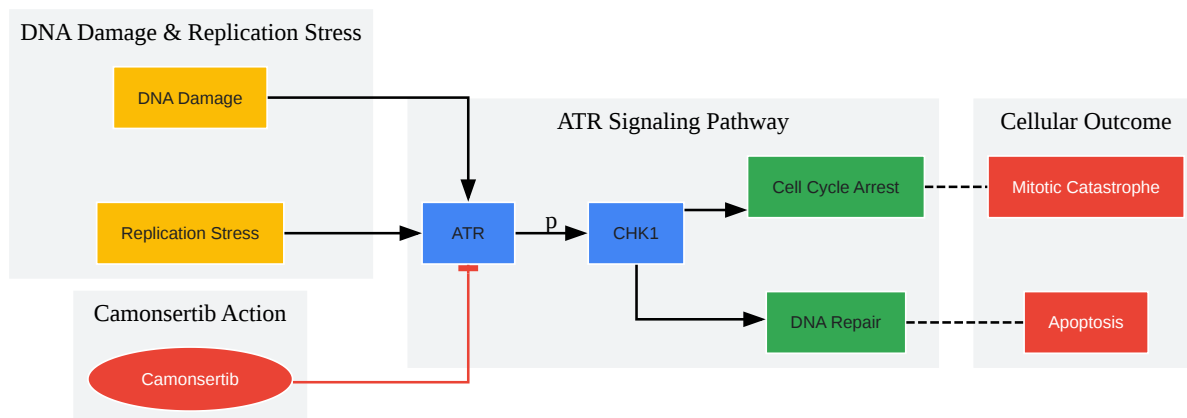 DNA Damage & Replication Stress
DNA Damage
Replication Stress
Camonsertib Action
Camonsertib
ATR Signaling Pathway
ATR
p
CHK1
Cell Cycle Arrest
DNA Repair
Cellular Outcome
Mitotic Catastrophe
Apoptosis